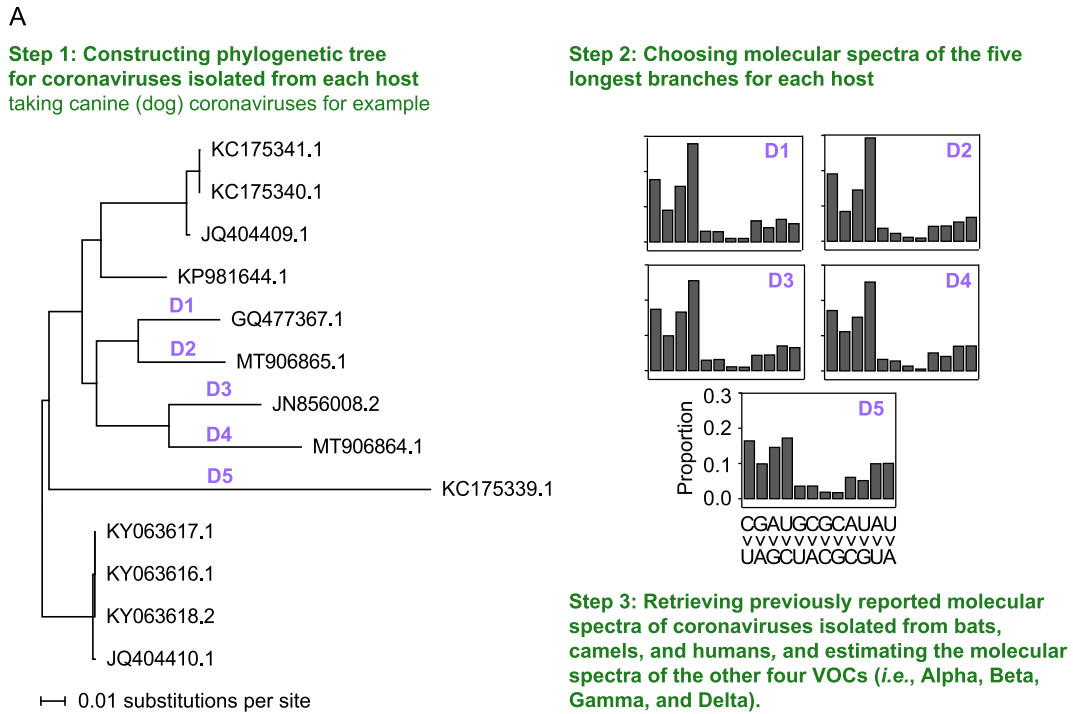 A
Step 1: Constructing phylogenetic tree
for coronaviruses isolated from each host
taking canine (dog) coronaviruses for example
KC175341.1
KC175340.1
JQ404409.1
KP981644.1
D1
GQ477367.1
D2
MT906865.1
D3
JN856008.2
D4
MT906864.1
D5
KC175339.1
KY063617.1
KY063616.1
KY063618.2
JQ404410.1
0.01 substitutions per site
Step 2: Choosing molecular spectra of the five
longest branches for each host
D1
D2
D3
D4
D5
Proportion
0.3
0.2
0.1
0.0
CGAUGCGCAUAU
>>>>>>>>>>>>
UAGCUACGCGUA
Step 3: Retrieving previously reported molecular
spectra of coronaviruses isolated from bats,
camels, and humans, and estimating the molecular
spectra of the other four VOCs (i.e., Alpha, Beta,
Gamma, and Delta).